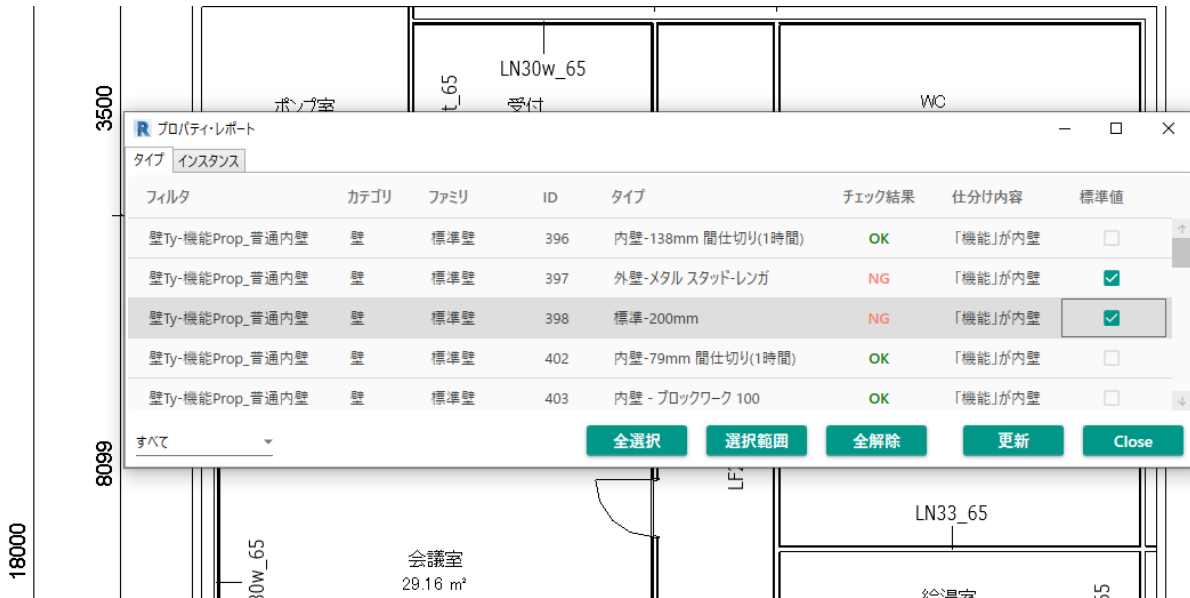 LN30w_65
t_65
受付
ポンプ室
WC
3500
プロパティ・レポート
タイプ インスタンス
フィルタ カテゴリ ファミリ ID タイプ チェック結果 仕分け内容 標準値
壁Ty-機能Prop_普通内壁 壁 標準壁 396 内壁-138mm 間仕切り(1時間) OK 「機能」が内壁
壁Ty-機能Prop_普通内壁 壁 標準壁 397 外壁-メタル スタッド-レンガ NG 「機能」が内壁
壁Ty-機能Prop_普通内壁 壁 標準壁 398 標準-200mm NG 「機能」が内壁
壁Ty-機能Prop_普通内壁 壁 標準壁 402 内壁-79mm 間仕切り(1時間) OK 「機能」が内壁
壁Ty-機能Prop_普通内壁 壁 標準壁 403 内壁 - ブロックワーク 100 OK 「機能」が内壁
すべて 全選択 選択範囲 全解除 更新 Close
8099
LF
LN33_65
18000
30w_65
会議室
29.16 m²
給湯室